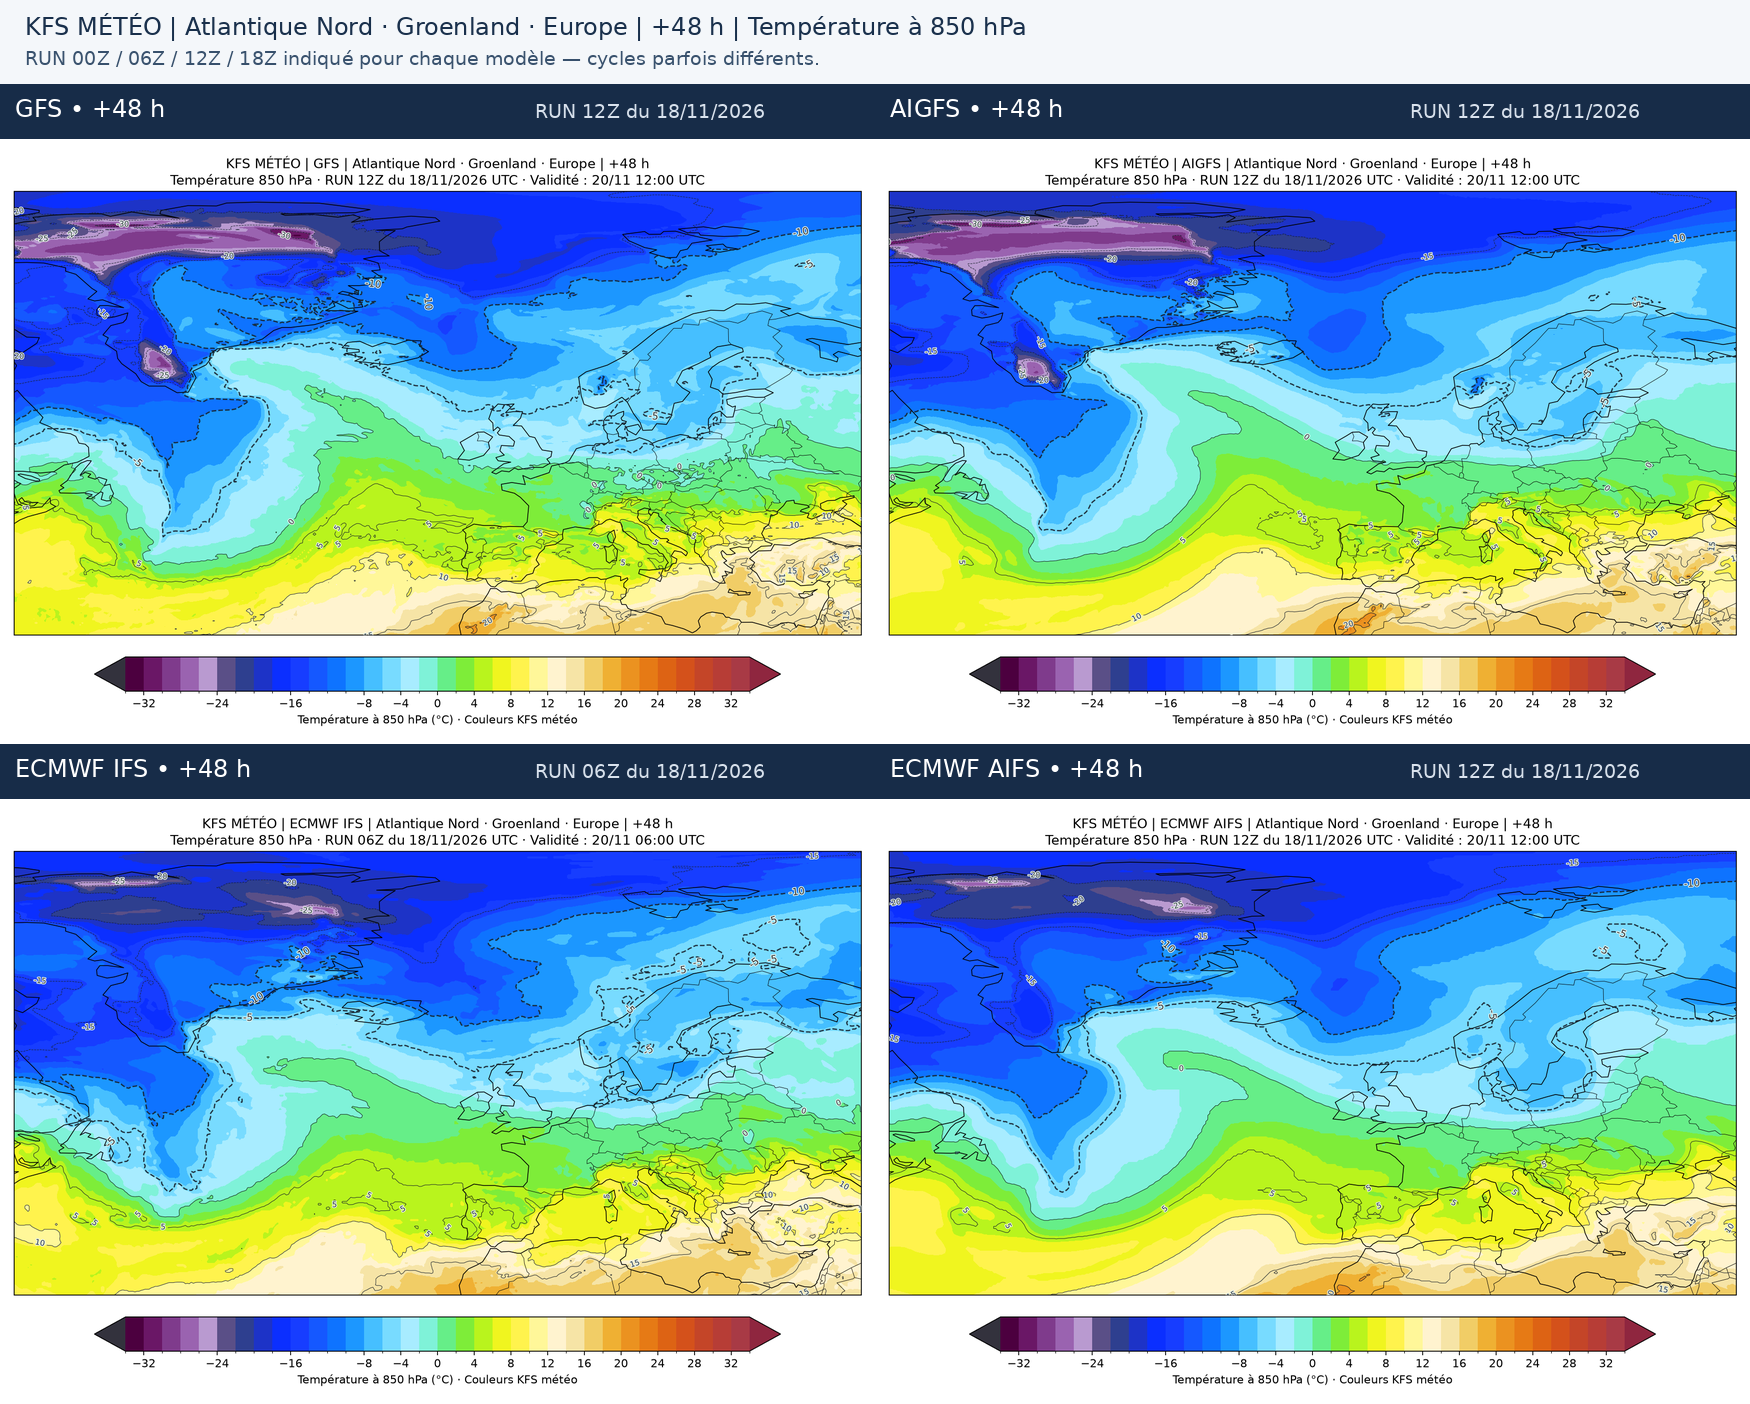 KFS MÉTÉO | Atlantique Nord · Groenland · Europe | +48 h | Température à 850 hPa
RUN 00Z / 06Z / 12Z / 18Z indiqué pour chaque modèle — cycles parfois différents.
GFS • +48 h
RUN 12Z du 18/11/2026
AIGFS • +48 h
RUN 12Z du 18/11/2026
KFS MÉTÉO | GFS | Atlantique Nord · Groenland · Europe | +48 h
Température 850 hPa · RUN 12Z du 18/11/2026 UTC · Validité : 20/11 12:00 UTC
KFS MÉTÉO | AIGFS | Atlantique Nord · Groenland · Europe | +48 h
Température 850 hPa · RUN 12Z du 18/11/2026 UTC · Validité : 20/11 12:00 UTC
−32 −24 −16 −8 −4 0 4 8 12 16 20 24 28 32
Température à 850 hPa (°C) · Couleurs KFS météo
−32 −24 −16 −8 −4 0 4 8 12 16 20 24 28 32
Température à 850 hPa (°C) · Couleurs KFS météo
ECMWF IFS • +48 h
RUN 06Z du 18/11/2026
ECMWF AIFS • +48 h
RUN 12Z du 18/11/2026
KFS MÉTÉO | ECMWF IFS | Atlantique Nord · Groenland · Europe | +48 h
Température 850 hPa · RUN 06Z du 18/11/2026 UTC · Validité : 20/11 06:00 UTC
KFS MÉTÉO | ECMWF AIFS | Atlantique Nord · Groenland · Europe | +48 h
Température 850 hPa · RUN 12Z du 18/11/2026 UTC · Validité : 20/11 12:00 UTC
−32 −24 −16 −8 −4 0 4 8 12 16 20 24 28 32
Température à 850 hPa (°C) · Couleurs KFS météo
−32 −24 −16 −8 −4 0 4 8 12 16 20 24 28 32
Température à 850 hPa (°C) · Couleurs KFS météo